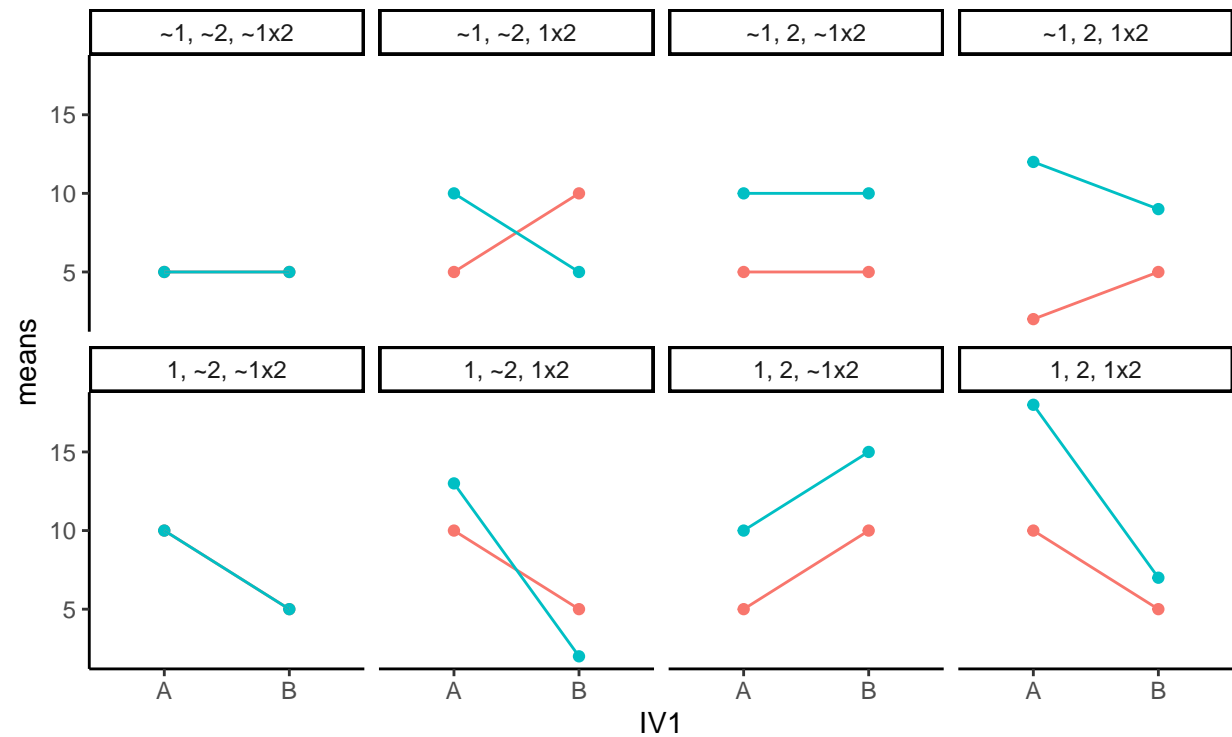 ~1, ~2, ~1x2
~1, ~2, 1x2
~1, 2, ~1x2
~1, 2, 1x2
15
10
5
means
1, ~2, ~1x2
1, ~2, 1x2
1, 2, ~1x2
1, 2, 1x2
15
10
5
A
B
A
B
A
B
A
B
IV1